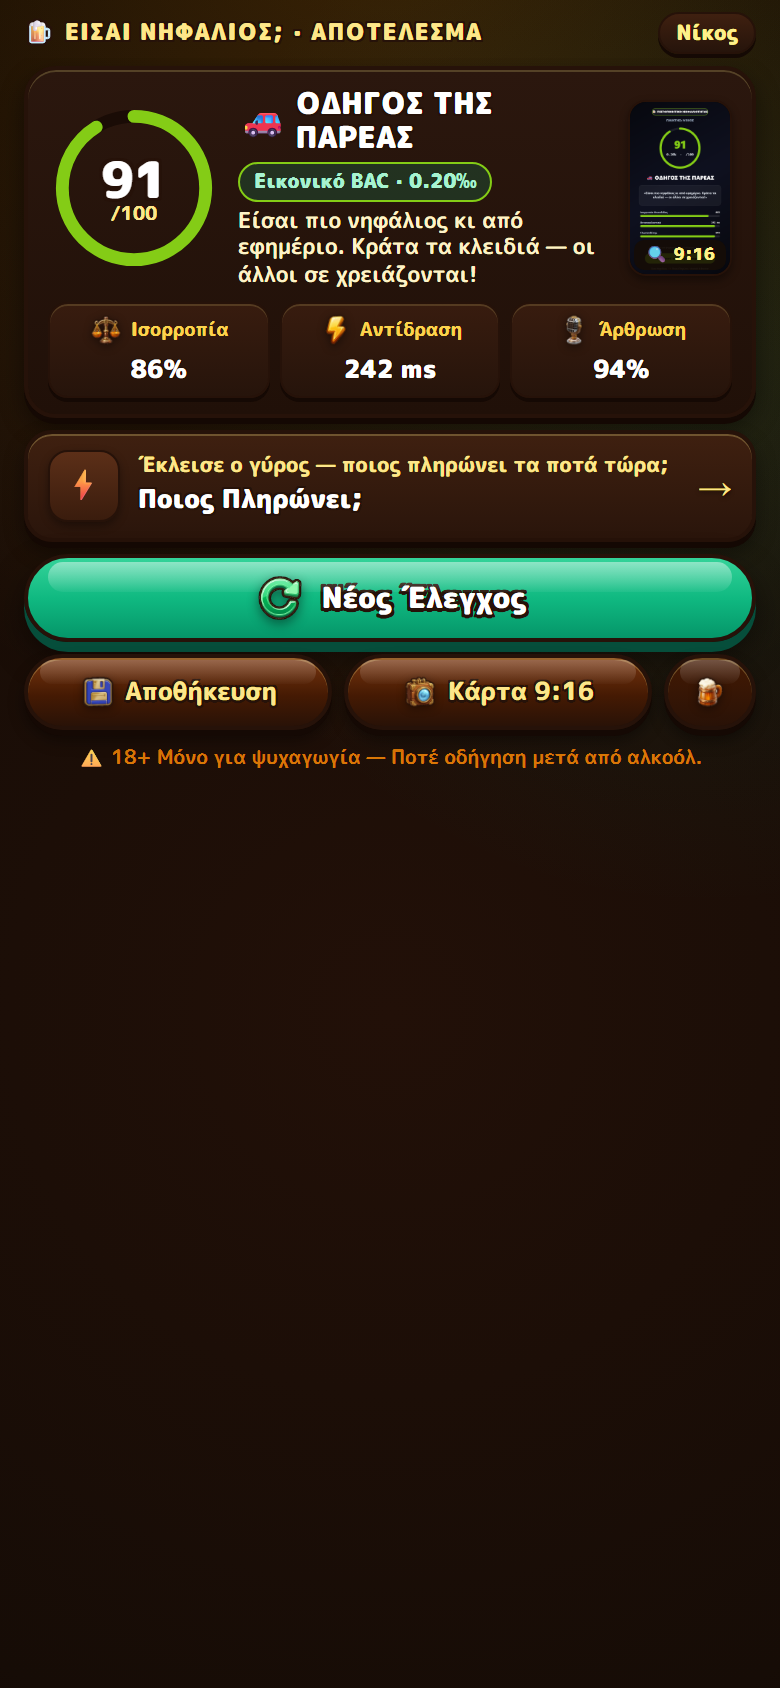 ΕΙΣΑΙ ΝΗΦΑΛΙΟΣ; · ΑΠΟΤΕΛΕΣΜΑ
Νίκος
91
/100
ΟΔΗΓΟΣ ΤΗΣ
ΠΑΡΕΑΣ
Εικονικό BAC · 0.20‰
Είσαι πιο νηφάλιος κι από
εφημέριο. Κράτα τα κλειδιά — οι
άλλοι σε χρειάζονται!
91
ΟΔΗΓΟΣ ΤΗΣ ΠΑΡΕΑΣ
9:16
Ισορροπία
86%
Αντίδραση
242 ms
Άρθρωση
94%
Έκλεισε ο γύρος — ποιος πληρώνει τα ποτά τώρα;
Ποιος Πληρώνει;
→
Νέος Έλεγχος
Αποθήκευση
Κάρτα 9:16
18+ Μόνο για ψυχαγωγία — Ποτέ οδήγηση μετά από αλκοόλ.